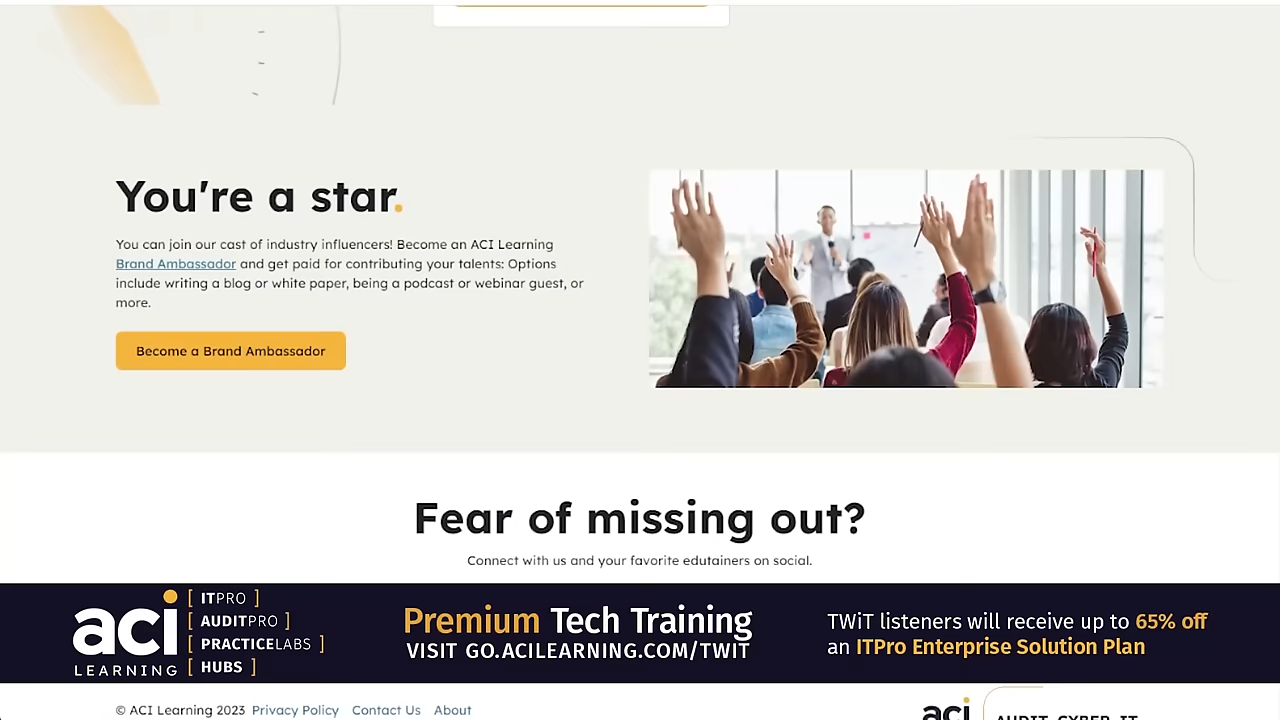 You're a star.
You can join our cast of industry influencers! Become an ACI Learning
Brand Ambassador and get paid for contributing your talents: Options
include writing a blog or white paper, being a podcast or webinar guest, or
more.
Become a Brand Ambassador
Fear of missing out?
Connect with us and your favorite edutainers on social.
aci
LEARNING
[ ITPRO ]
[ AUDITPRO ]
[ PRACTICELABS ]
[ HUBS ]
Premium Tech Training
VISIT GO.ACILEARNING.COM/TWIT
TWiT listeners will receive up to 65% off
an ITPro Enterprise Solution Plan
© ACI Learning 2023 Privacy Policy Contact Us About
aci
AUDIT CYBER IT